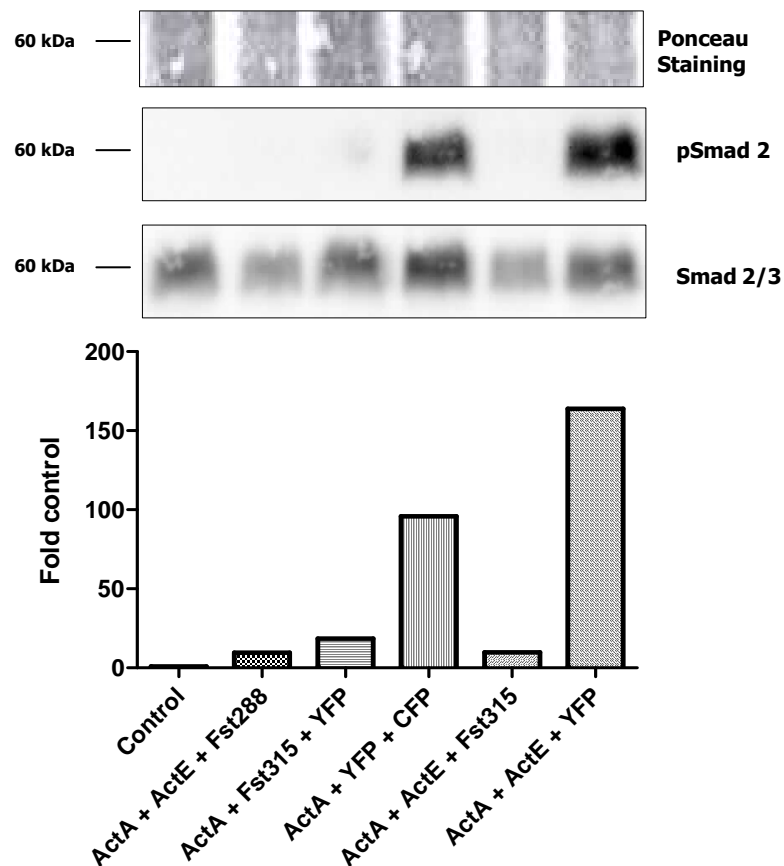 60 kDa
Ponceau
Staining
60 kDa
pSmad 2
60 kDa
Smad 2/3
200
150
100
50
0
Fold control
Control
ActA + ActE + Fst288
ActA + Fst315 + YFP
ActA + YFP + CFP
ActA + ActE + Fst315
ActA + ActE + YFP